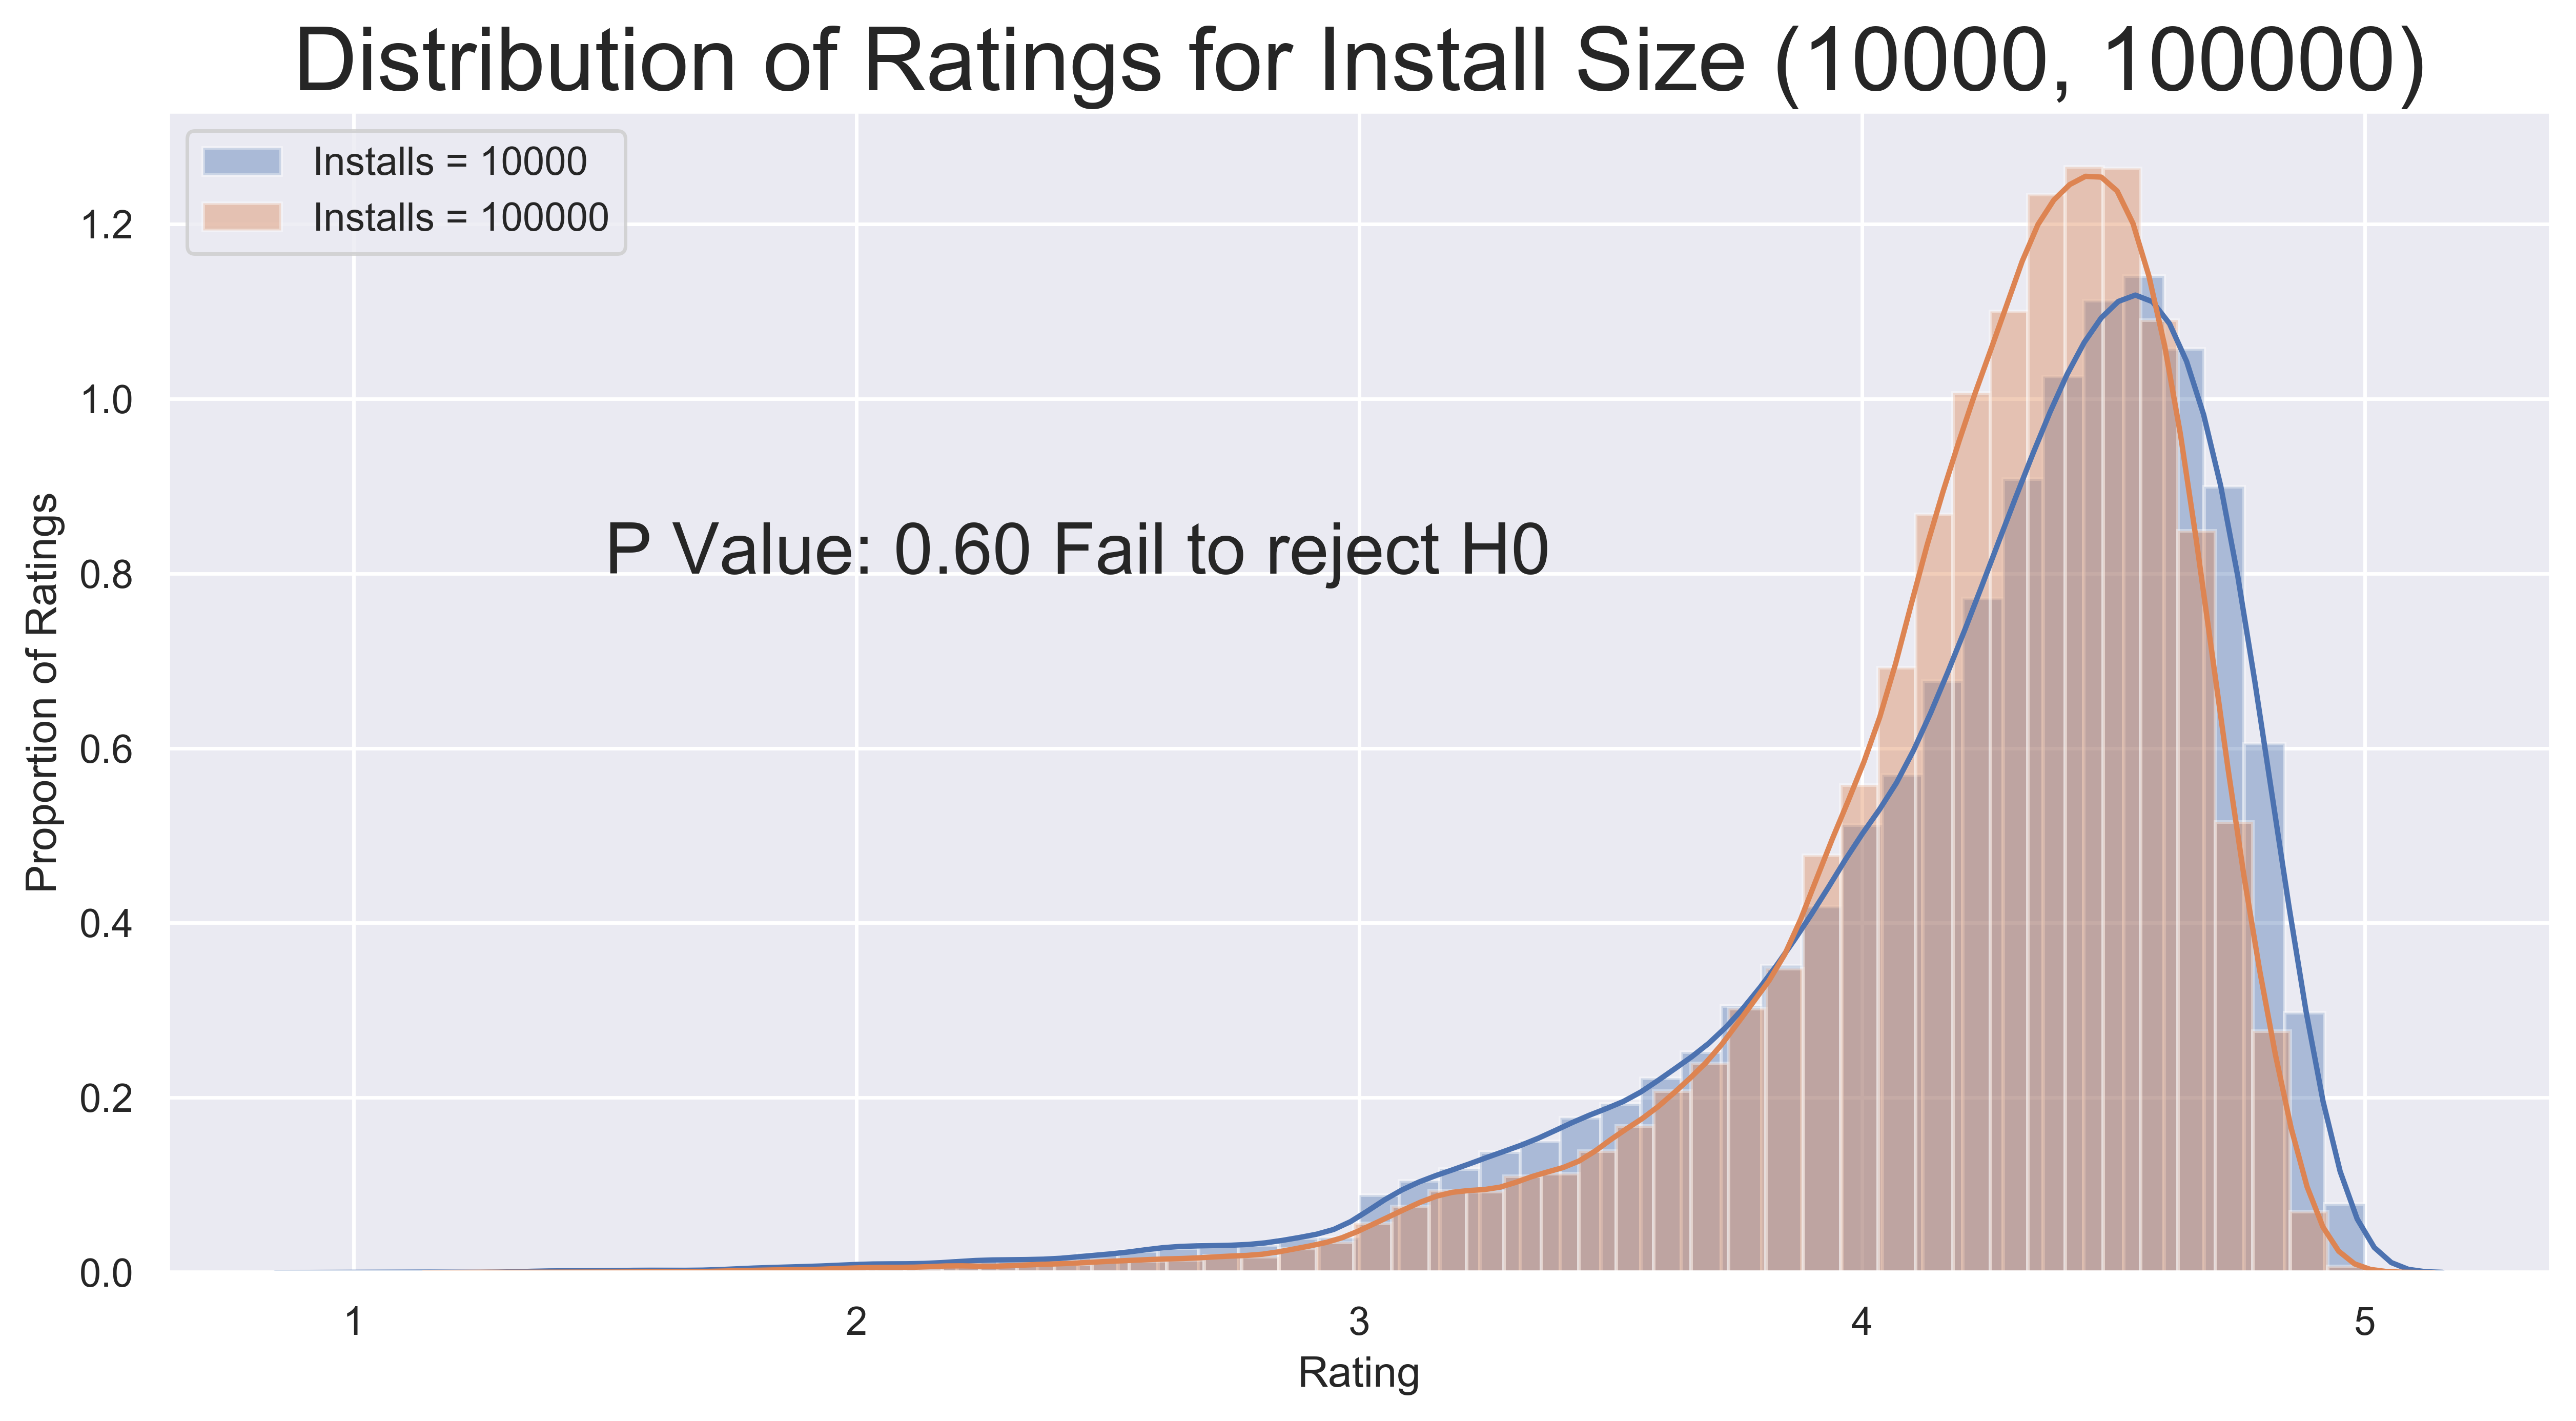 Distribution of Ratings for Install Size (10000, 100000)
Installs = 10000
Installs = 100000
P Value: 0.60 Fail to reject H0
Proportion of Ratings
1.2
1.0
0.8
0.6
0.4
0.2
0.0
1 2 3 4 5
Rating